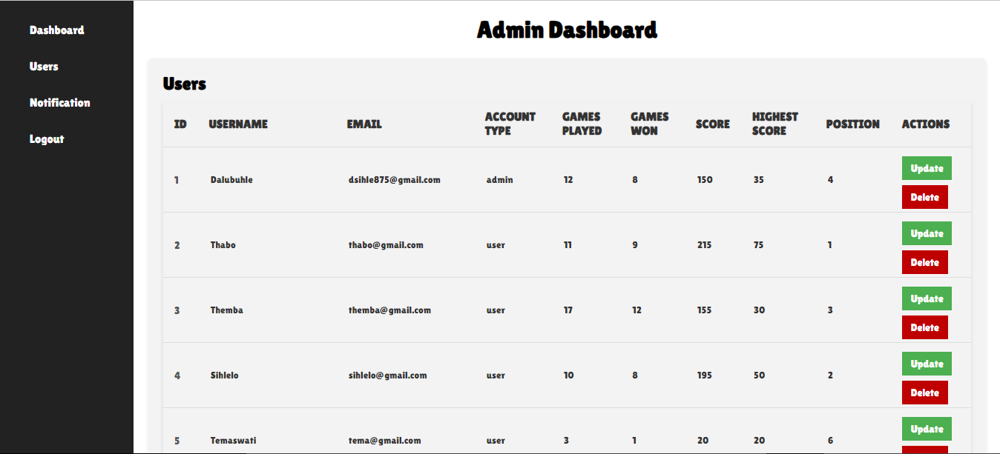 Dashboard
Users
Notification
Logout
Admin Dashboard
Users
ID USERNAME EMAIL ACCOUNT TYPE GAMES PLAYED GAMES WON SCORE HIGHEST SCORE POSITION ACTIONS
1 Dalubuhle dsihle875@gmail.com admin 12 8 150 35 4 Update
Delete
2 Thabo thabo@gmail.com user 11 9 215 75 1 Update
Delete
3 Themba themba@gmail.com user 17 12 155 30 3 Update
Delete
4 Sihlelo sihlelo@gmail.com user 10 8 195 50 2 Update
Delete
5 Temaswati tema@gmail.com user 3 1 20 20 6 Update